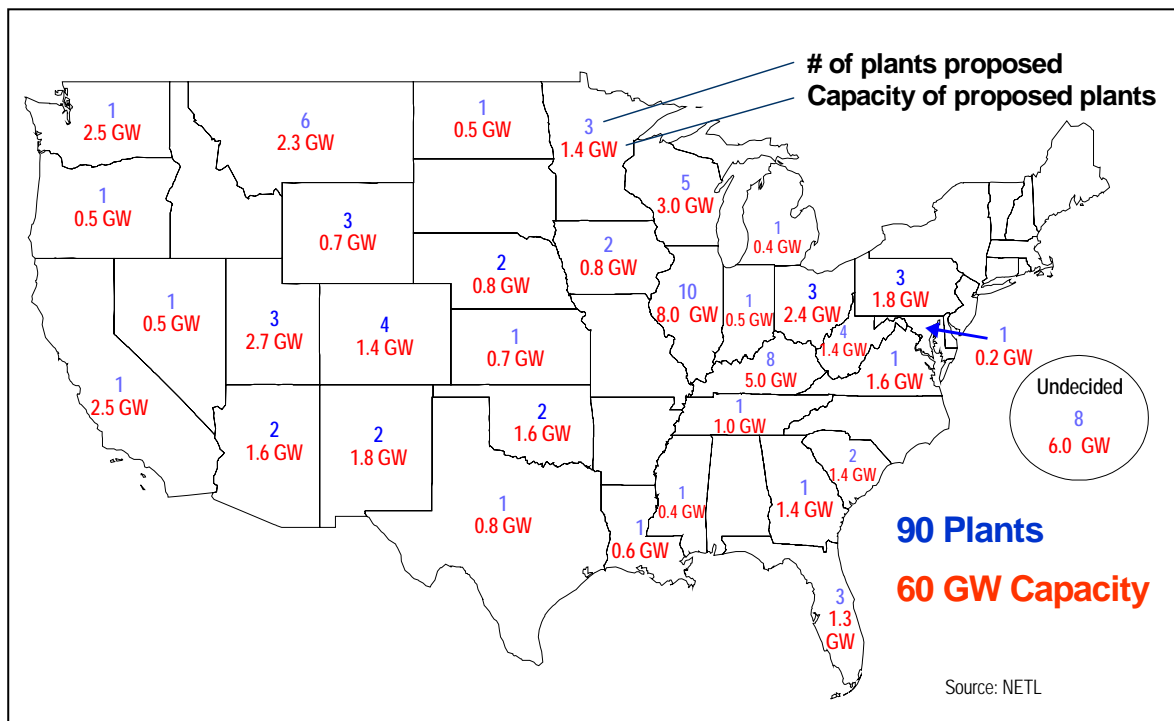 # of plants proposed
Capacity of proposed plants
1
2.5 GW
6
2.3 GW
1
0.5 GW
3
1.4 GW
1
0.5 GW
3
0.7 GW
5
3.0 GW
1
0.4 GW
2
0.8 GW
2
0.8 GW
1
0.5 GW
3
2.7 GW
4
1.4 GW
1
0.7 GW
10
8.0 GW
1
0.5 GW
3
2.4 GW
3
1.8 GW
4
1.4 GW
1
0.2 GW
8
5.0 GW
1
1.6 GW
1
2.5 GW
2
1.6 GW
2
1.8 GW
2
1.6 GW
1
1.0 GW
2
1.4 GW
Undecided
8
6.0 GW
1
0.8 GW
1
0.6 GW
1
0.4 GW
1
1.4 GW
3
1.3
GW
90 Plants
60 GW Capacity
Source: NETL